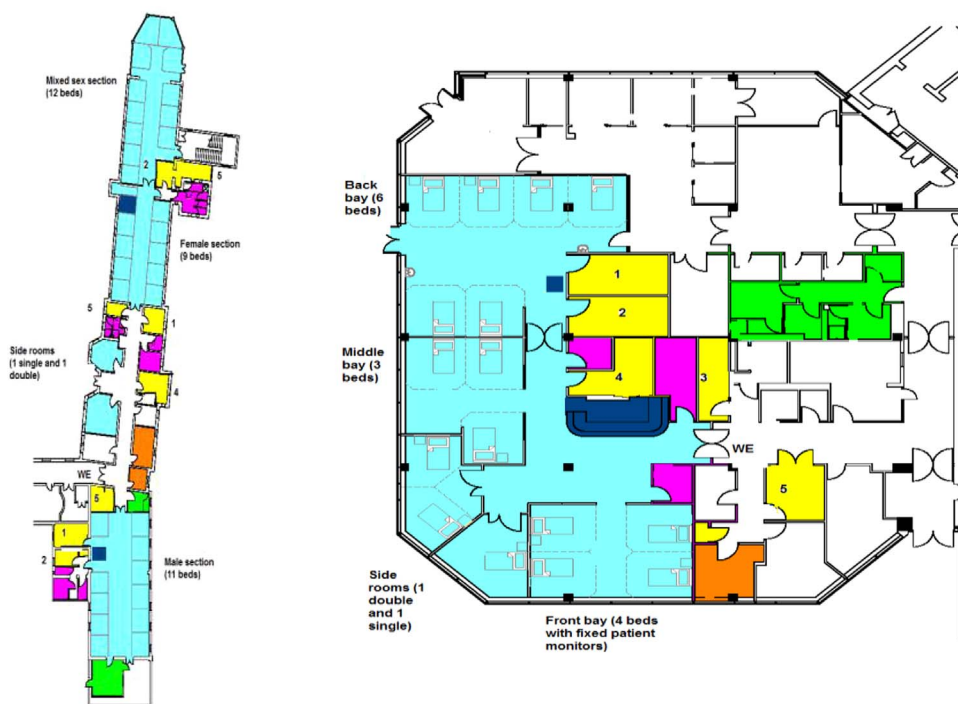 Mixed sex section
(12 beds)
2
5
Female section
(9 beds)
5
1
Side rooms
(1 single and 1
double)
4
WE
5
1
2
Male section
(11 beds)
Back
bay (6
beds)
1
2
Middle
bay (3
beds)
4
3
WE
5
Side
rooms (1
double
and 1
single)
Front bay (4 beds
with fixed patient
monitors)